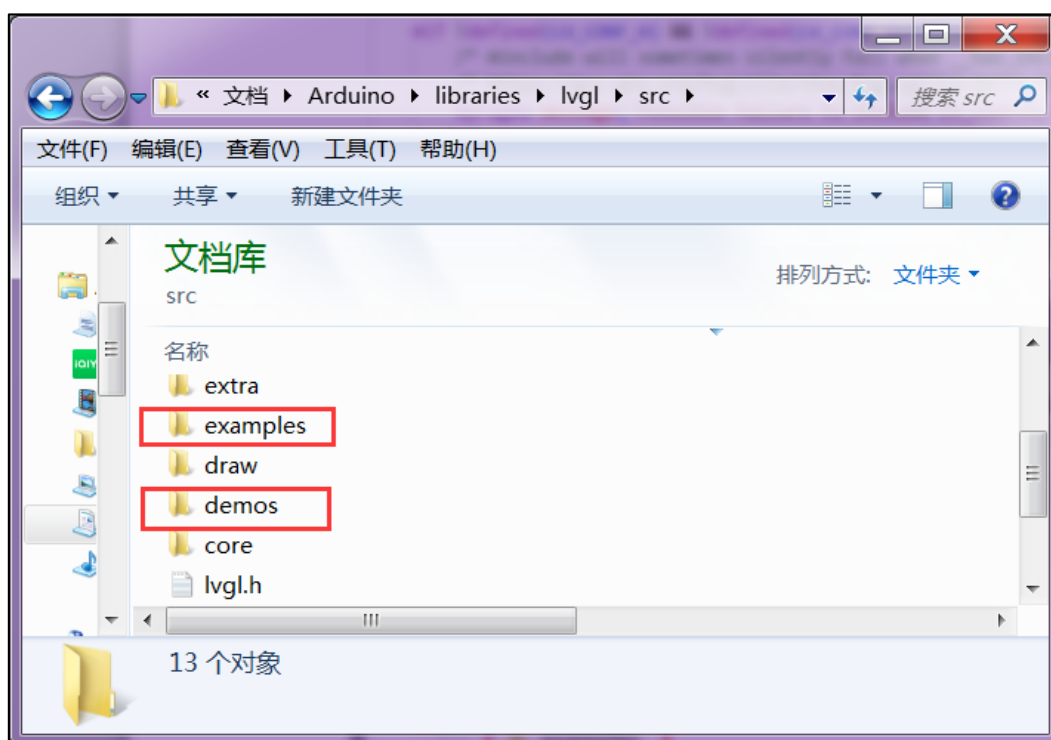 « 文档 ▶ Arduino ▶ libraries ▶ lvgl ▶ src ▶
搜索 src
文件(F) 编辑(E) 查看(V) 工具(T) 帮助(H)
组织 共享 新建文件夹
文档库
src
排列方式: 文件夹
名称
extra
examples
draw
demos
core
lvgl.h
13 个对象